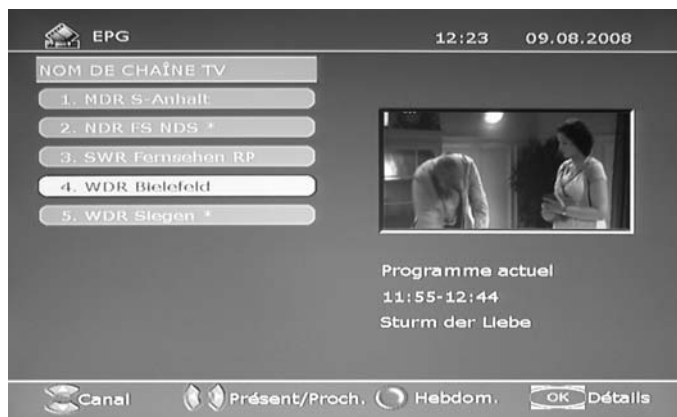 EPG 12:23 09.08.2008
NOM DE CHAÎNE TV
1. MDR S-Anhalt
2. NDR FS NDS *
3. SWR Fernsehen RP
4. WDR Bielefeld
5. WDR Siegen *
Programme actuel
11:55-12:44
Sturm der Liebe
Canal Présent/Proch. Hebdom. OK Détails